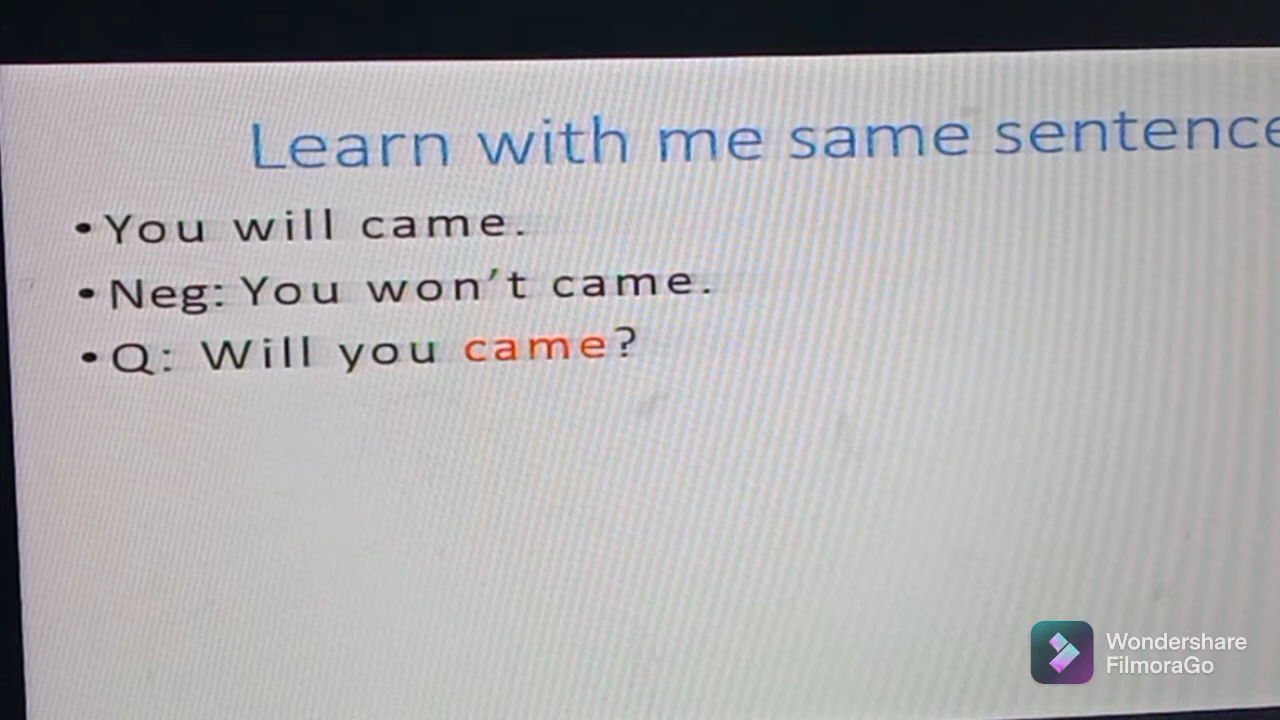 Learn with me same sentence
• You will came.
• Neg: You won't came.
• Q: Will you came?
Wondershare
FilmoraGo